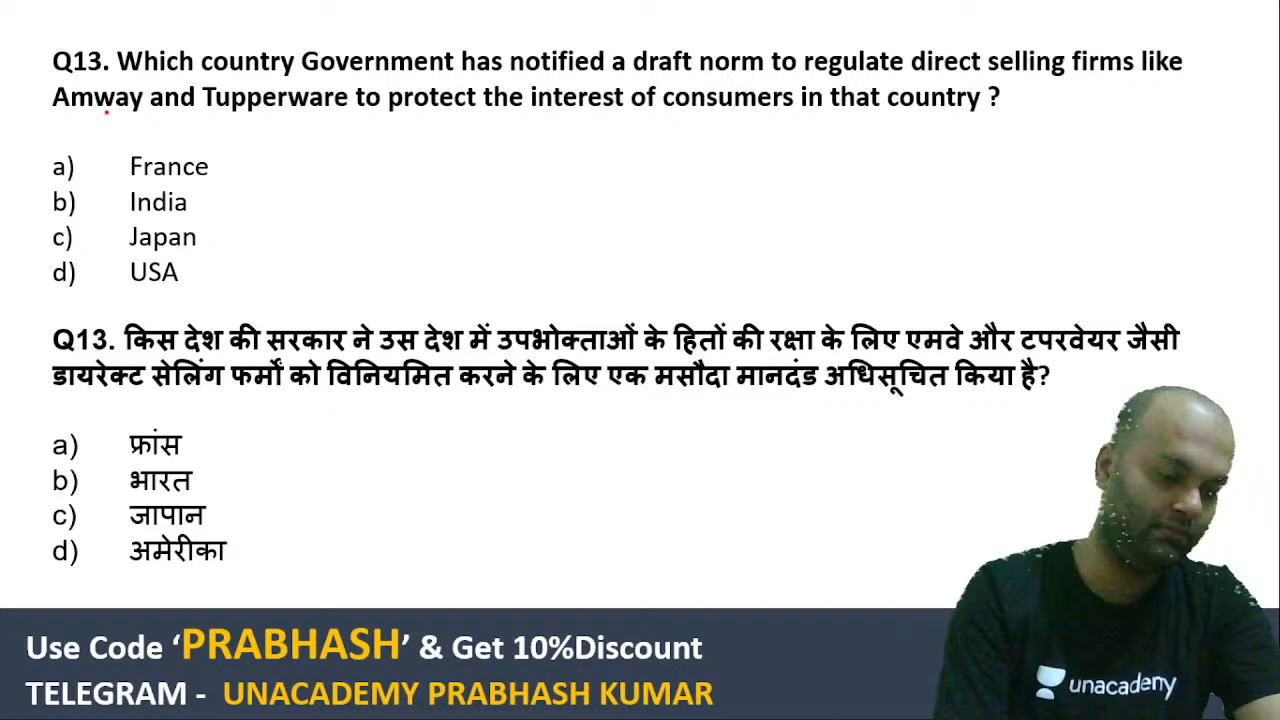 Q13. Which country Government has notified a draft norm to regulate direct selling firms like
Amway and Tupperware to protect the interest of consumers in that country ?
a) France
b) India
c) Japan
d) USA
Q13. किस देश की सरकार ने उस देश में उपभोक्ताओं के हितों की रक्षा के लिए एमवे और टपरवेयर जैसी
डायरेक्ट सेलिंग फर्मों को विनियमित करने के लिए एक मसौदा मानदंड अधिसूचित किया है?
a) फ्रांस
b) भारत
c) जापान
d) अमेरीका
Use Code ‘PRABHASH’ & Get 10%Discount
TELEGRAM - UNACADEMY PRABHASH KUMAR
unacademy